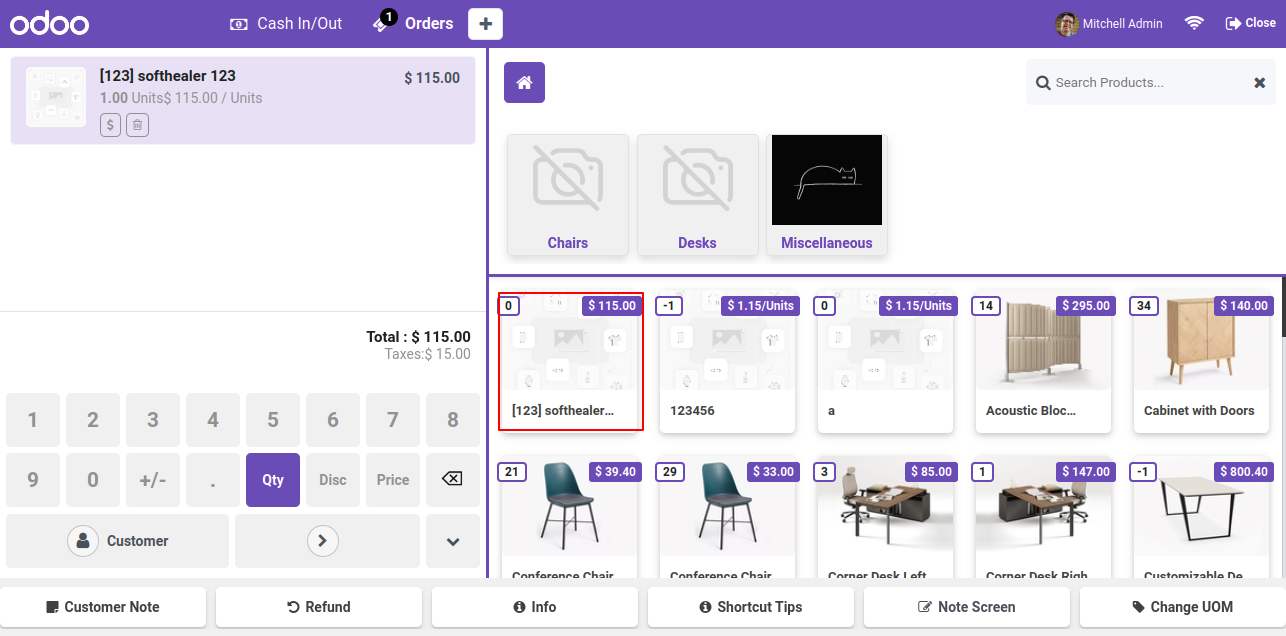 odoo
Cash In/Out
1
Orders
+
Mitchell Admin
Close
[123] softhealer 123
$ 115.00
1.00 Units$ 115.00 / Units
$
Total : $ 115.00
Taxes:$ 15.00
1 2 3 4 5 6 7 8
9 0 +/- . Qty Disc Price
Customer
Search Products...
Chairs
Desks
Miscellaneous
0
$ 115.00
[123] softhealer…
-1
$ 1.15/Units
123456
0
$ 1.15/Units
a
14
$ 295.00
Acoustic Bloc…
34
$ 140.00
Cabinet with Doors
21
$ 39.40
Conference Chair
29
$ 33.00
Conference Chair
3
$ 85.00
Corner Desk Left
1
$ 147.00
Corner Desk Righ
-1
$ 800.40
Customizable De
Customer Note
Refund
Info
Shortcut Tips
Note Screen
Change UOM